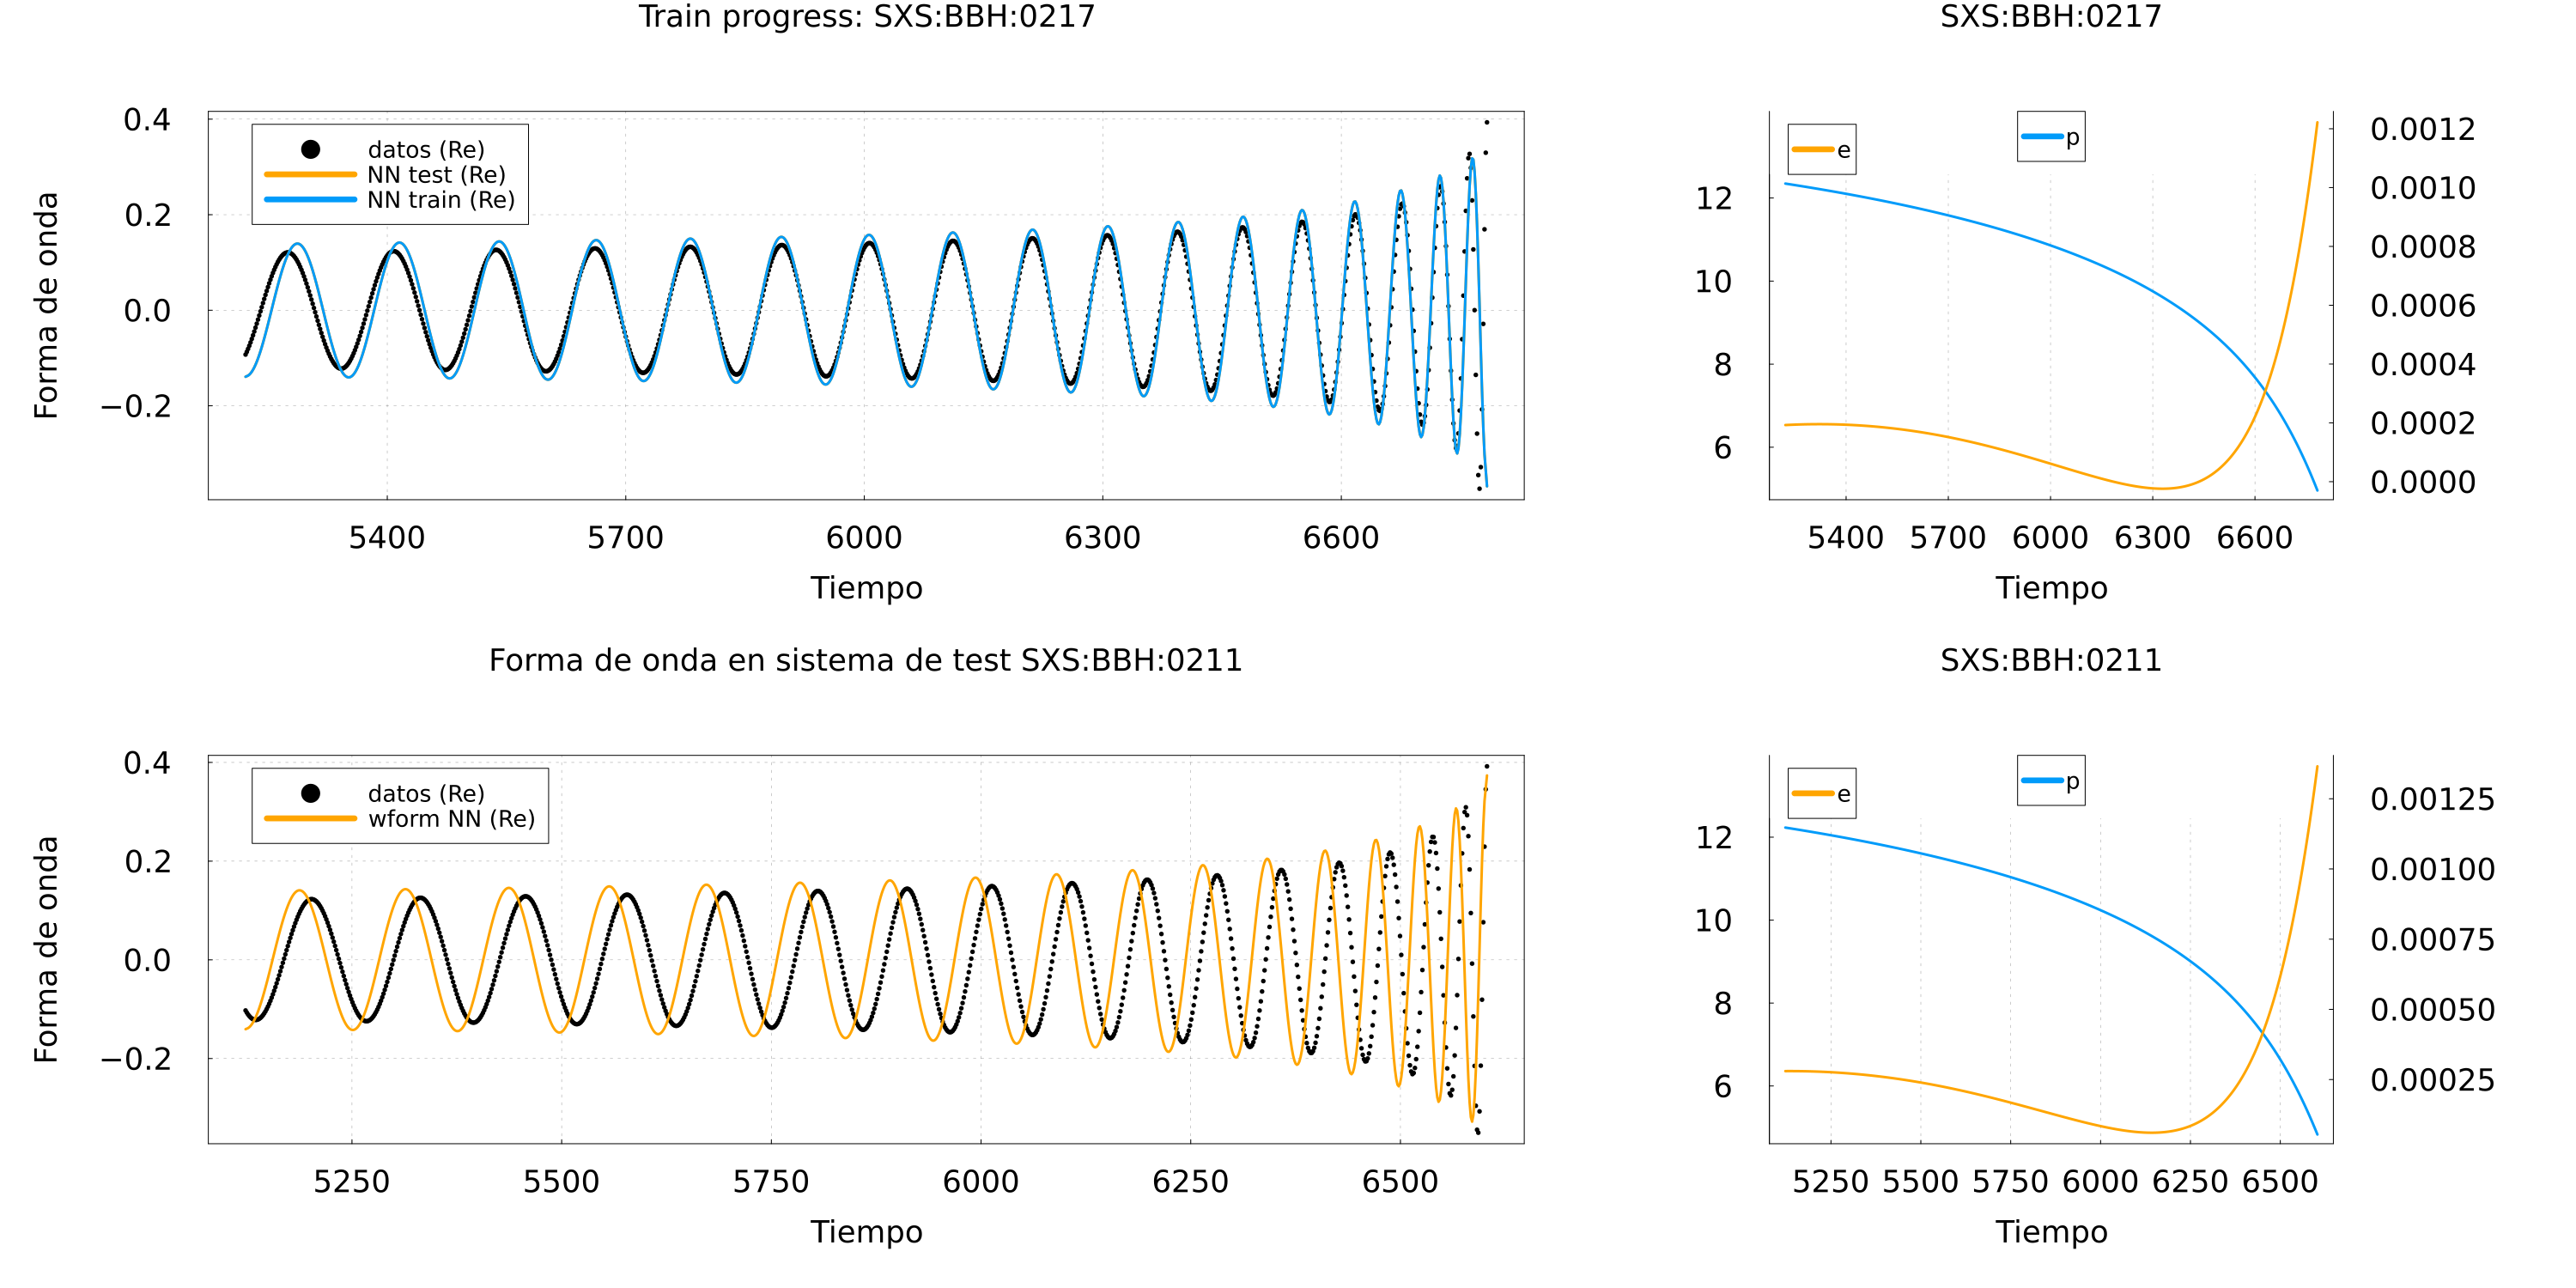 Train progress: SXS:BBH:0217
0.4
0.2
0.0
−0.2
Forma de onda
datos (Re)
NN test (Re)
NN train (Re)
5400 5700 6000 6300 6600
Tiempo
SXS:BBH:0217
e
p
12
10
8
6
0.0012
0.0010
0.0008
0.0006
0.0004
0.0002
0.0000
5400 5700 6000 6300 6600
Tiempo
Forma de onda en sistema de test SXS:BBH:0211
0.4
0.2
0.0
−0.2
Forma de onda
datos (Re)
wform NN (Re)
5250 5500 5750 6000 6250 6500
Tiempo
SXS:BBH:0211
e
p
12
10
8
6
0.00125
0.00100
0.00075
0.00050
0.00025
5250 5500 5750 6000 6250 6500
Tiempo